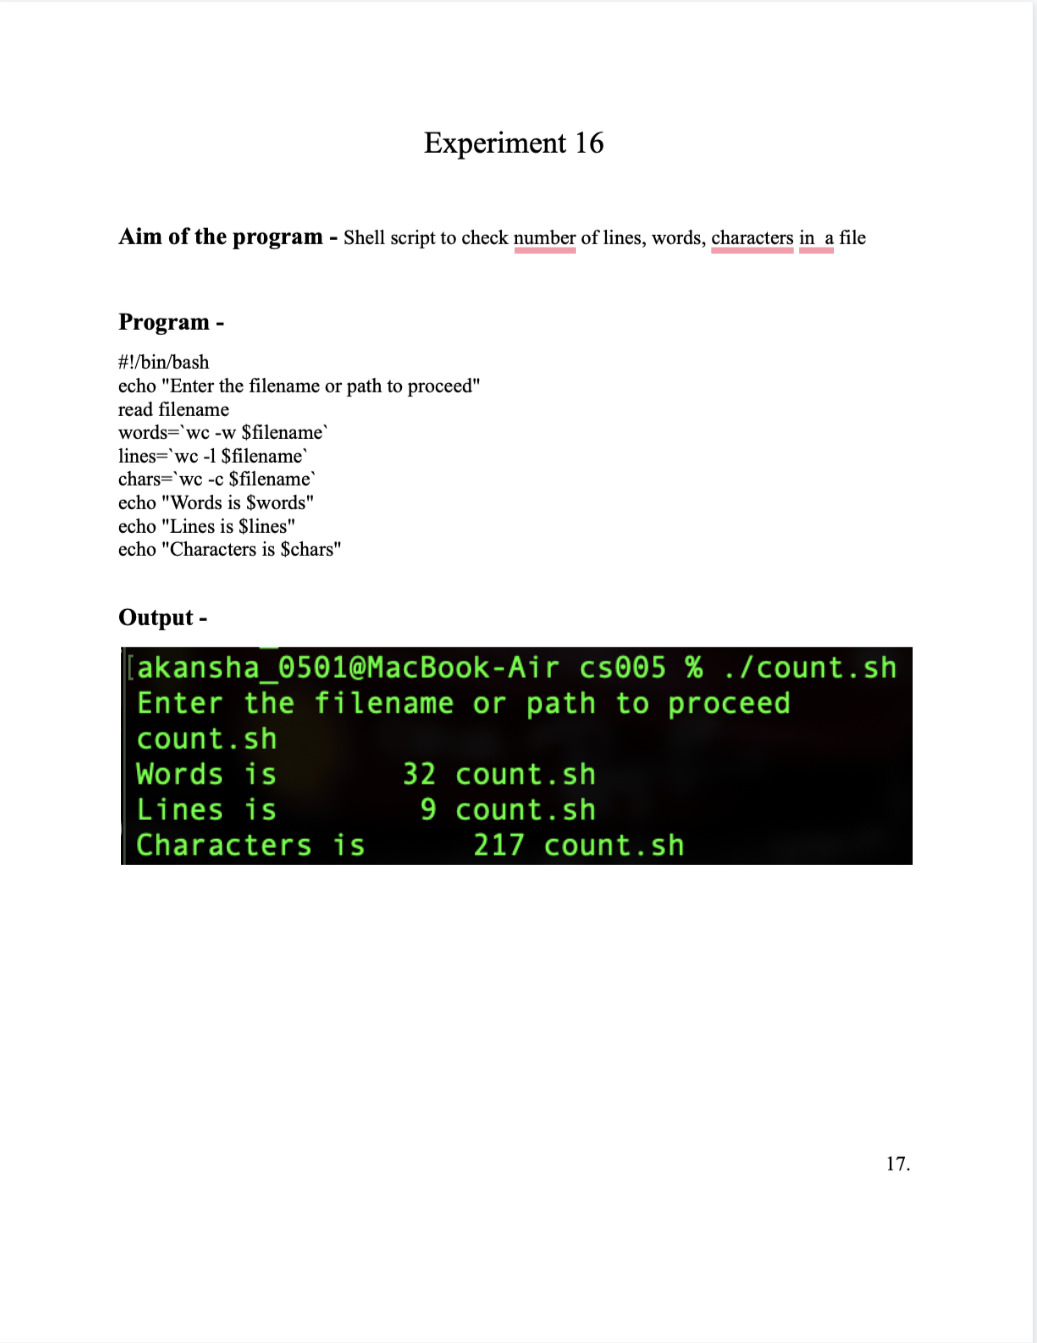 Experiment 16
Aim of the program - Shell script to check number of lines, words, characters in  a file
Program -
#!/bin/bash
echo "Enter the filename or path to proceed"
read filename
words=`wc -w $filename`
lines=`wc -l $filename`
chars=`wc -c $filename`
echo "Words is $words"
echo "Lines is $lines"
echo "Characters is $chars"
Output -
[akansha_0501@MacBook-Air cs005 % ./count.sh
Enter the filename or path to proceed
count.sh
Words is       32 count.sh
Lines is        9 count.sh
Characters is      217 count.sh
17.